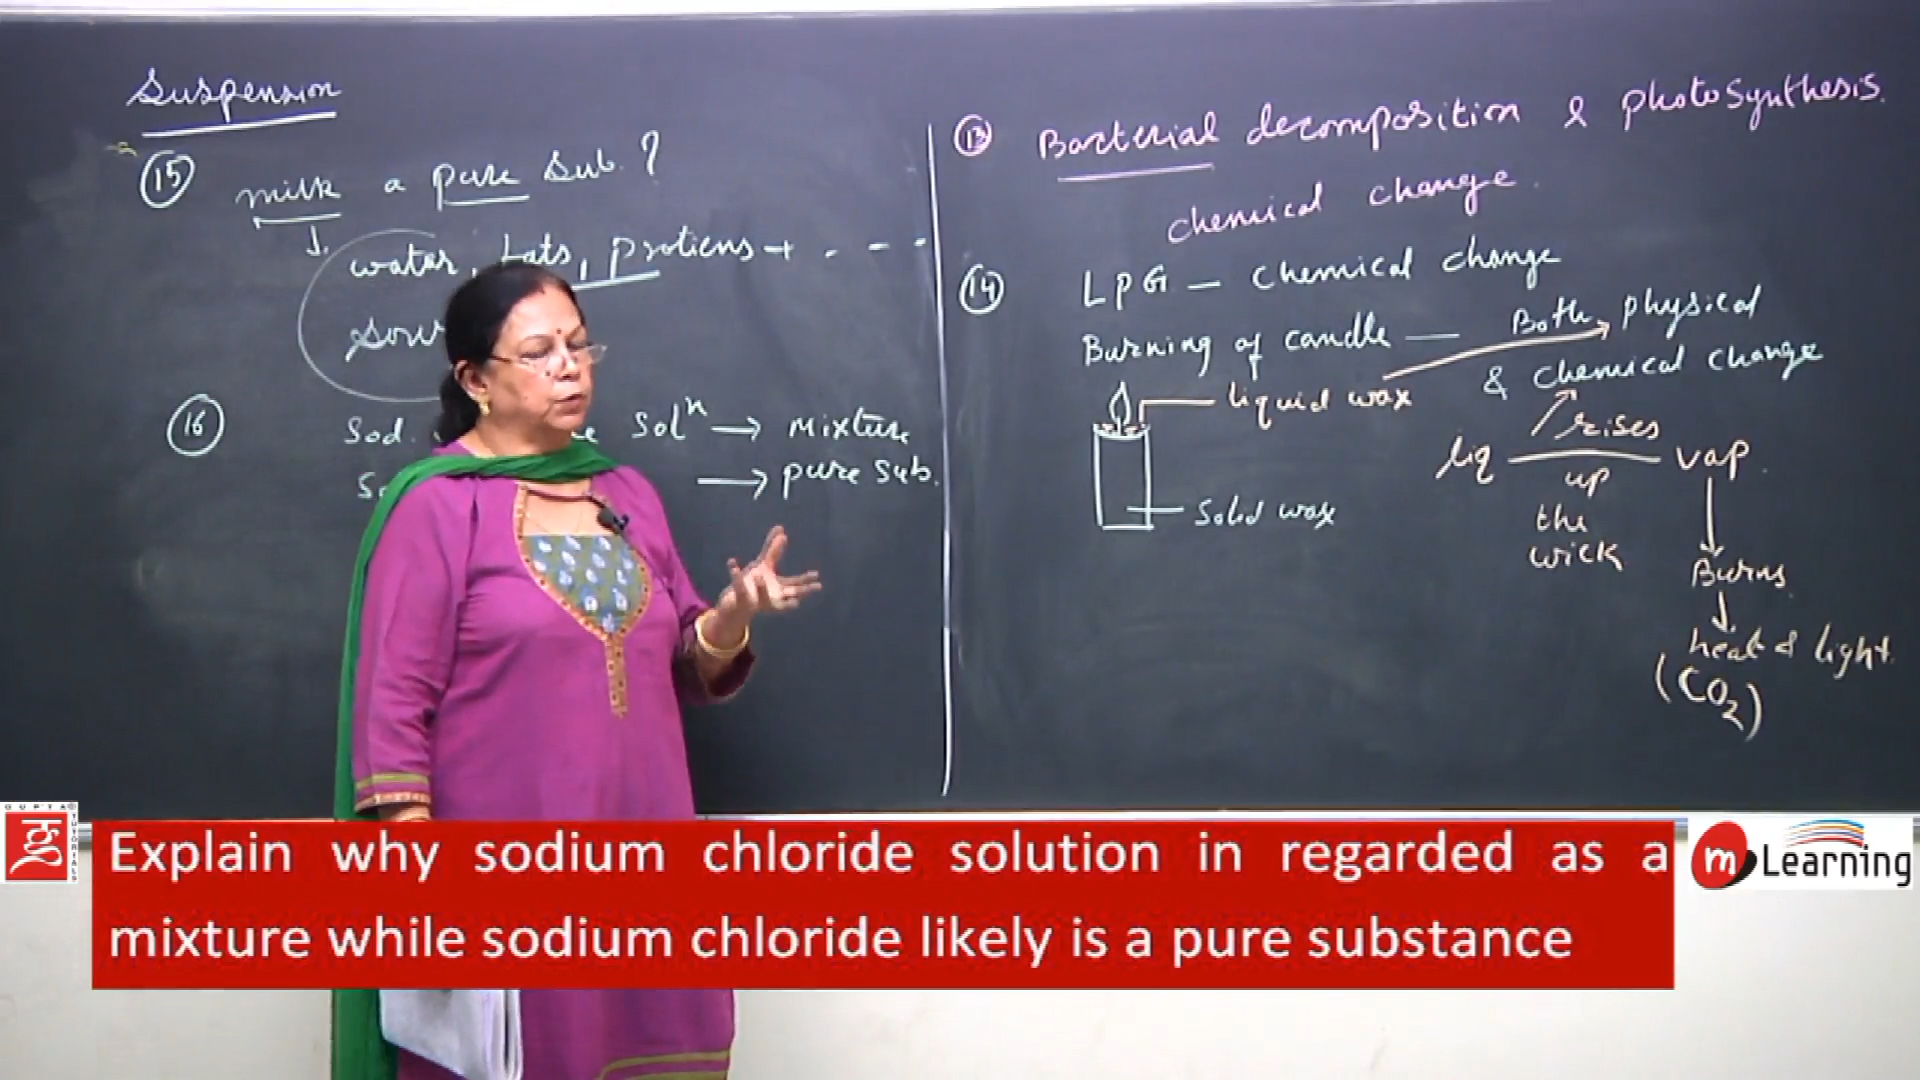 Suspension
15 milk a pure sub. ?
water, fats, protiens + . - - -
16 Sod. Solⁿ → Mixture
→ pure sub.
13 Bacterial decomposition & photosynthesis.
chemical change.
14 LPG – chemical change
Burning of candle — Both physical
& chemical change
liquid wax
solid wax
liq rises up the wick vap.
Burns
heat & light.
(CO₂)
GUPTA TUTORIALS
Explain why sodium chloride solution in regarded as a
mixture while sodium chloride likely is a pure substance
m Learning